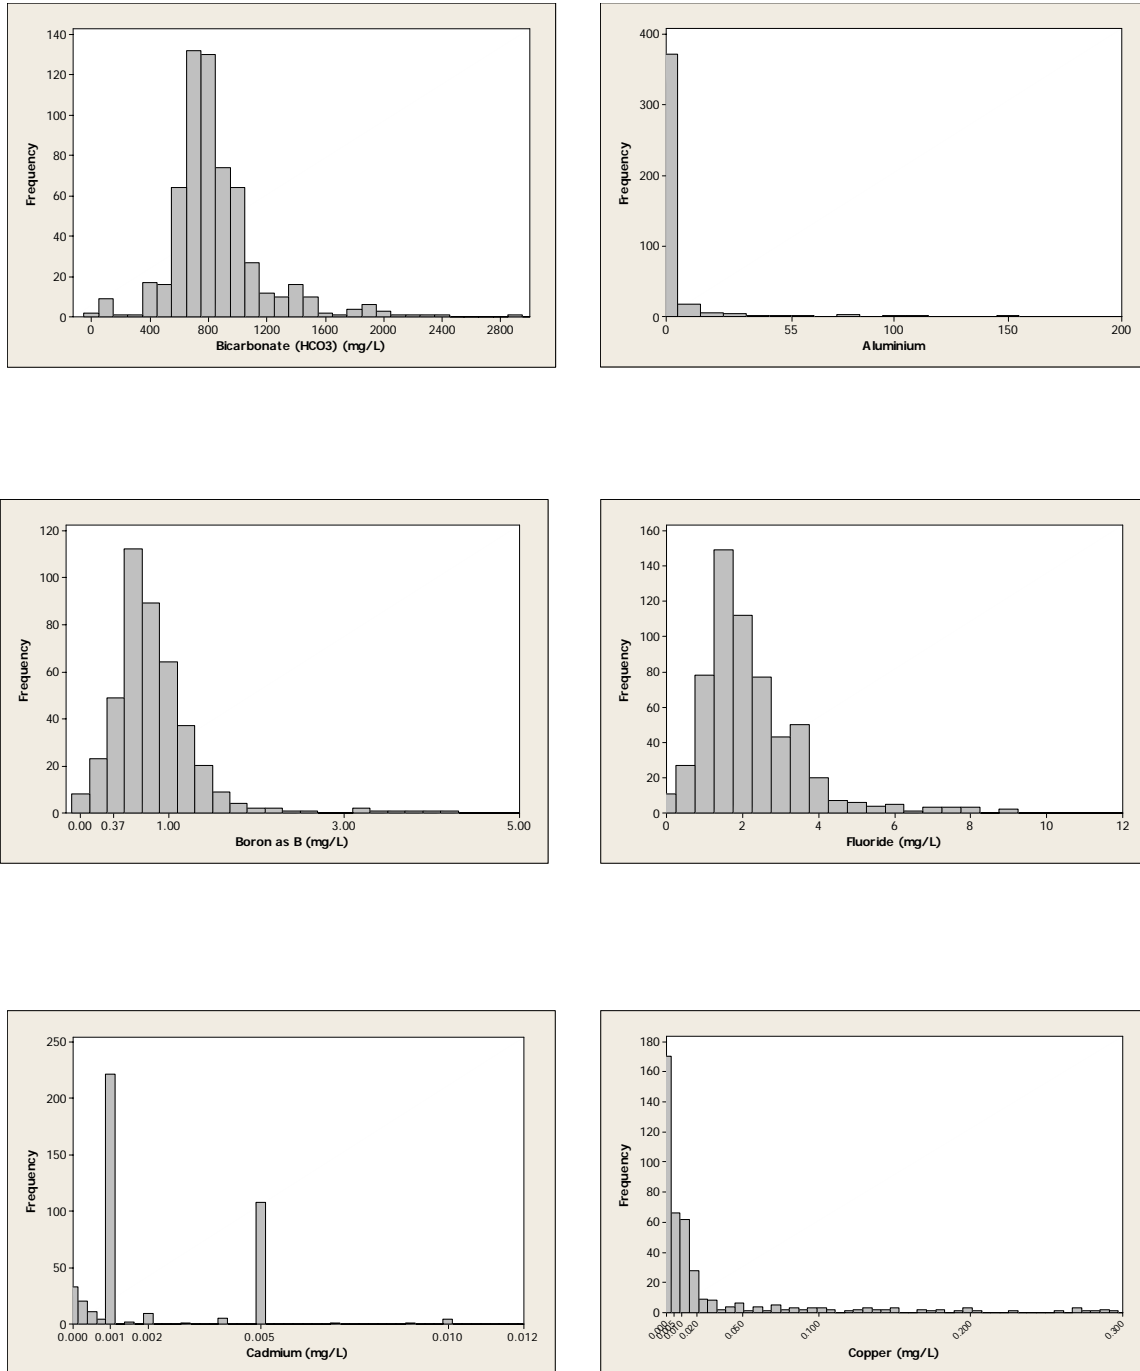 140
120
100
80
60
40
20
0
Frequency
0 400 800 1200 1600 2000 2400 2800
Bicarbonate (HCO3) (mg/L)
400
300
200
100
0
Frequency
0 55 100 150 200
Aluminium
120
100
80
60
40
20
0
Frequency
0.00 0.37 1.00 3.00 5.00
Boron as B (mg/L)
160
140
120
100
80
60
40
20
0
Frequency
0 2 4 6 8 10 12
Fluoride (mg/L)
250
200
150
100
50
0
Frequency
0.000 0.001 0.002 0.005 0.010 0.012
Cadmium (mg/L)
180
160
140
120
100
80
60
40
20
0
Frequency
0.000 0.005 0.010 0.020 0.050 0.100 0.200 0.300
Copper (mg/L)